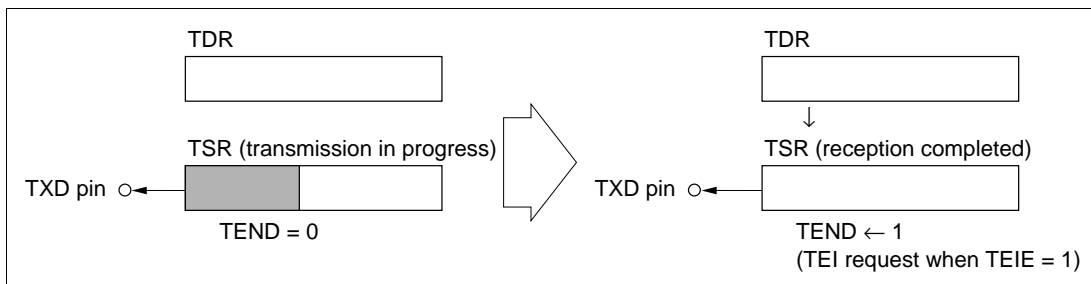 TDR
TSR (transmission in progress)
TXD pin
TEND = 0
TDR
↓
TSR (reception completed)
TXD pin
TEND ← 1
(TEI request when TEIE = 1)